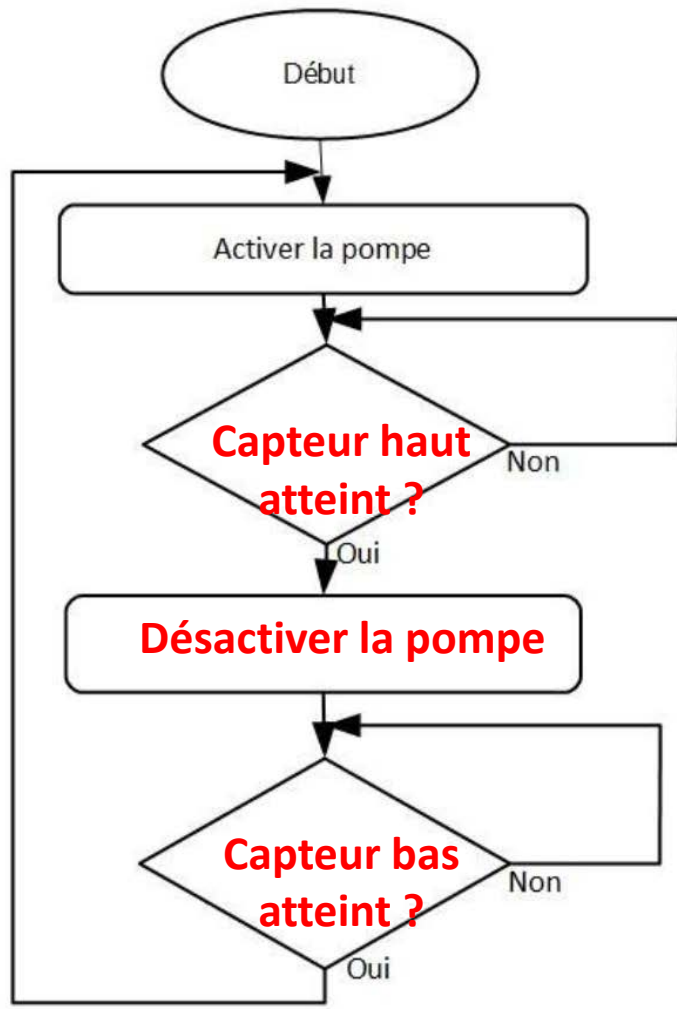 Début
Activer la pompe
Capteur haut
atteint ?
Non
Oui
Désactiver la pompe
Capteur bas
atteint ?
Non
Oui